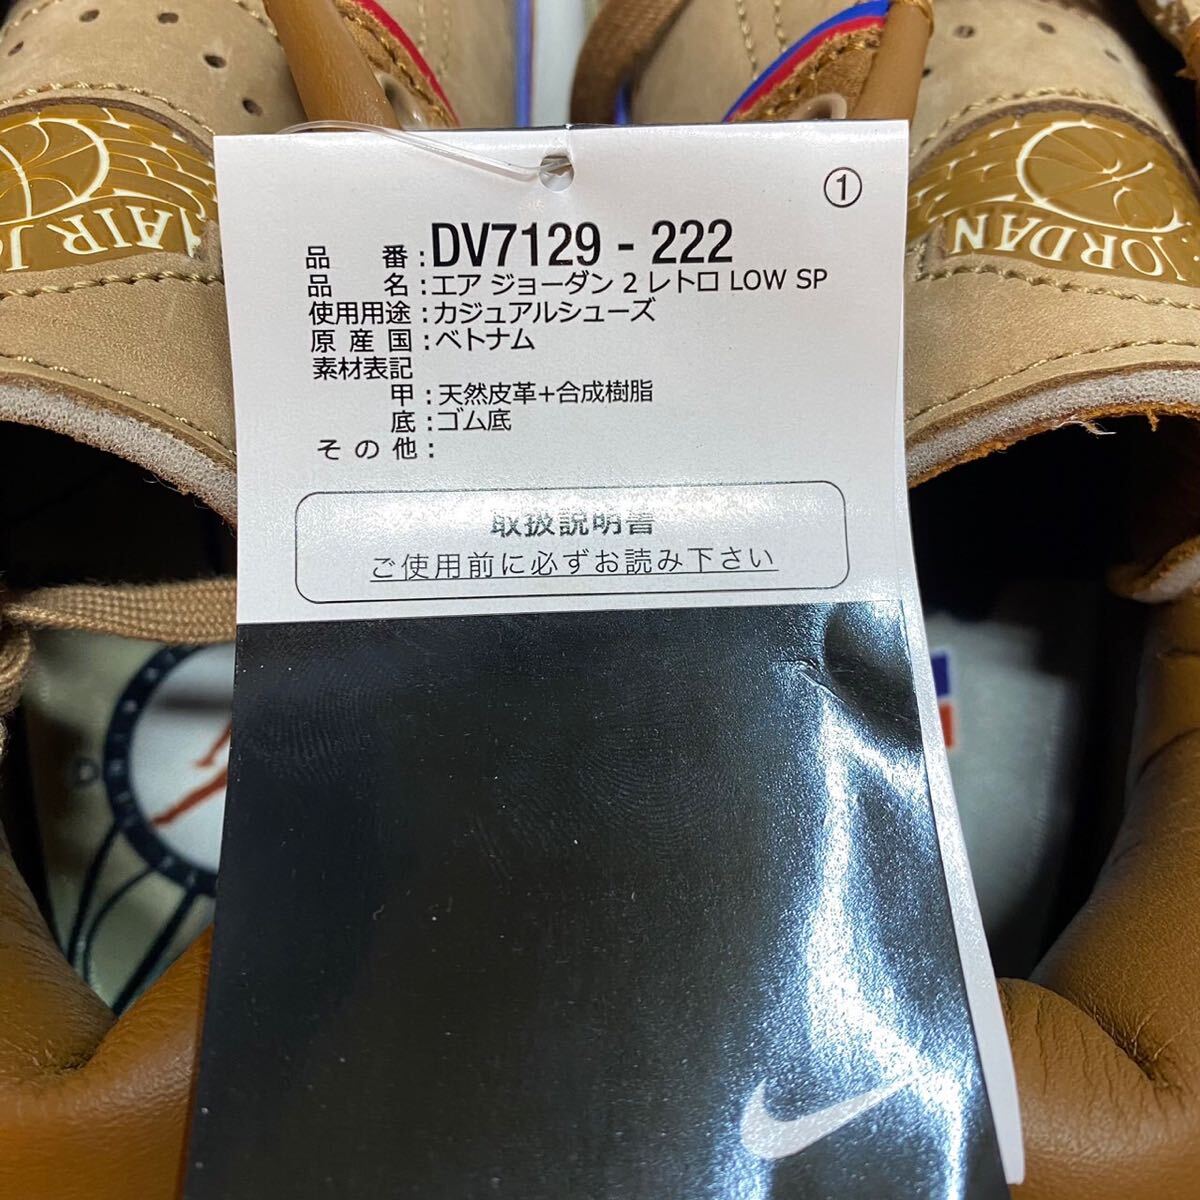 AIR J
JORDAN
①
品番：DV7129 - 222
品名：エア ジョーダン 2 レトロ LOW SP
使用用途：カジュアルシューズ
原産国：ベトナム
素材表記
甲：天然皮革+合成樹脂
底：ゴム底
その他：
取扱説明書
ご使用前に必ずお読み下さい